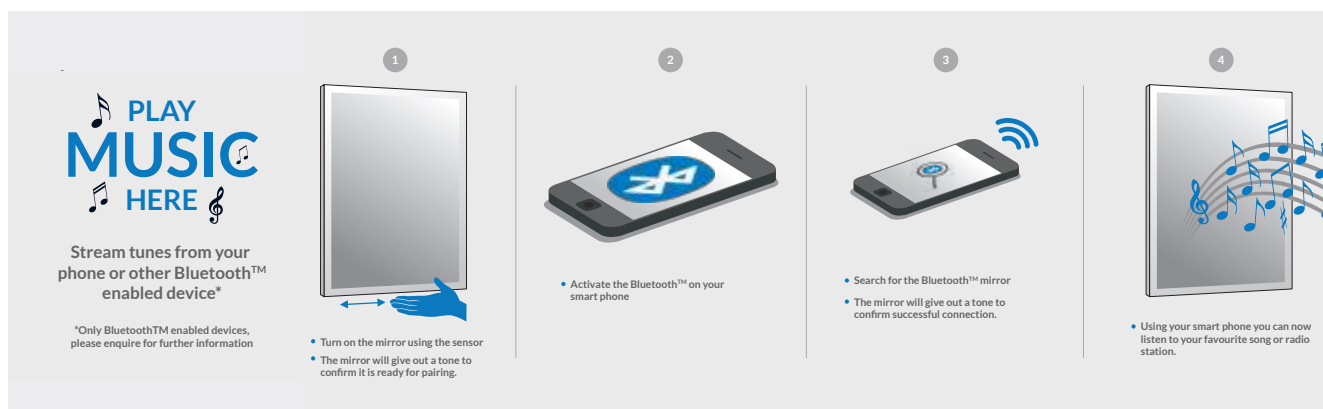 PLAY
MUSIC
HERE
Stream tunes from your
phone or other Bluetooth™
enabled device*
*Only BluetoothTM enabled devices,
please enquire for further information
1
• Turn on the mirror using the sensor
• The mirror will give out a tone to
confirm it is ready for pairing.
2
• Activate the Bluetooth™ on your
smart phone
3
• Search for the Bluetooth™ mirror
• The mirror will give out a tone to
confirm successful connection.
4
• Using your smart phone you can now
listen to your favourite song or radio
station.